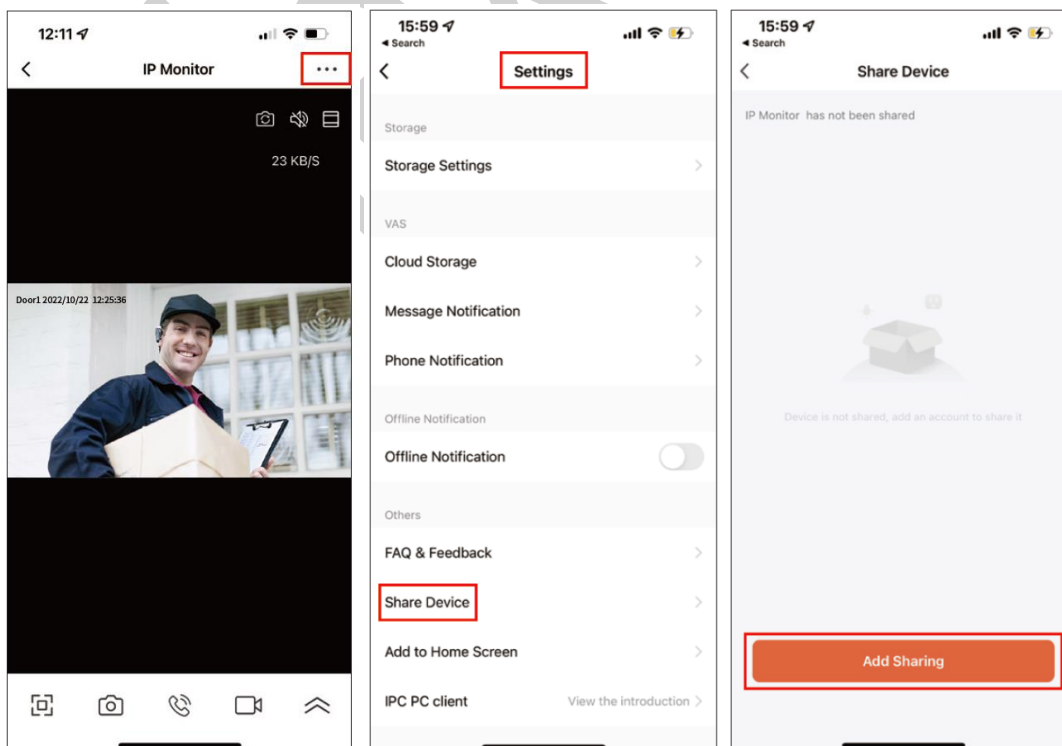 12:11
IP Monitor
23 KB/S
Door1 2022/10/22 12:25:36
15:59
Search
Settings
Storage
Storage Settings
VAS
Cloud Storage
Message Notification
Phone Notification
Offline Notification
Offline Notification
Others
FAQ & Feedback
Share Device
Add to Home Screen
IPC PC client View the introduction
15:59
Search
Share Device
IP Monitor has not been shared
Device is not shared, add an account to share it
Add Sharing